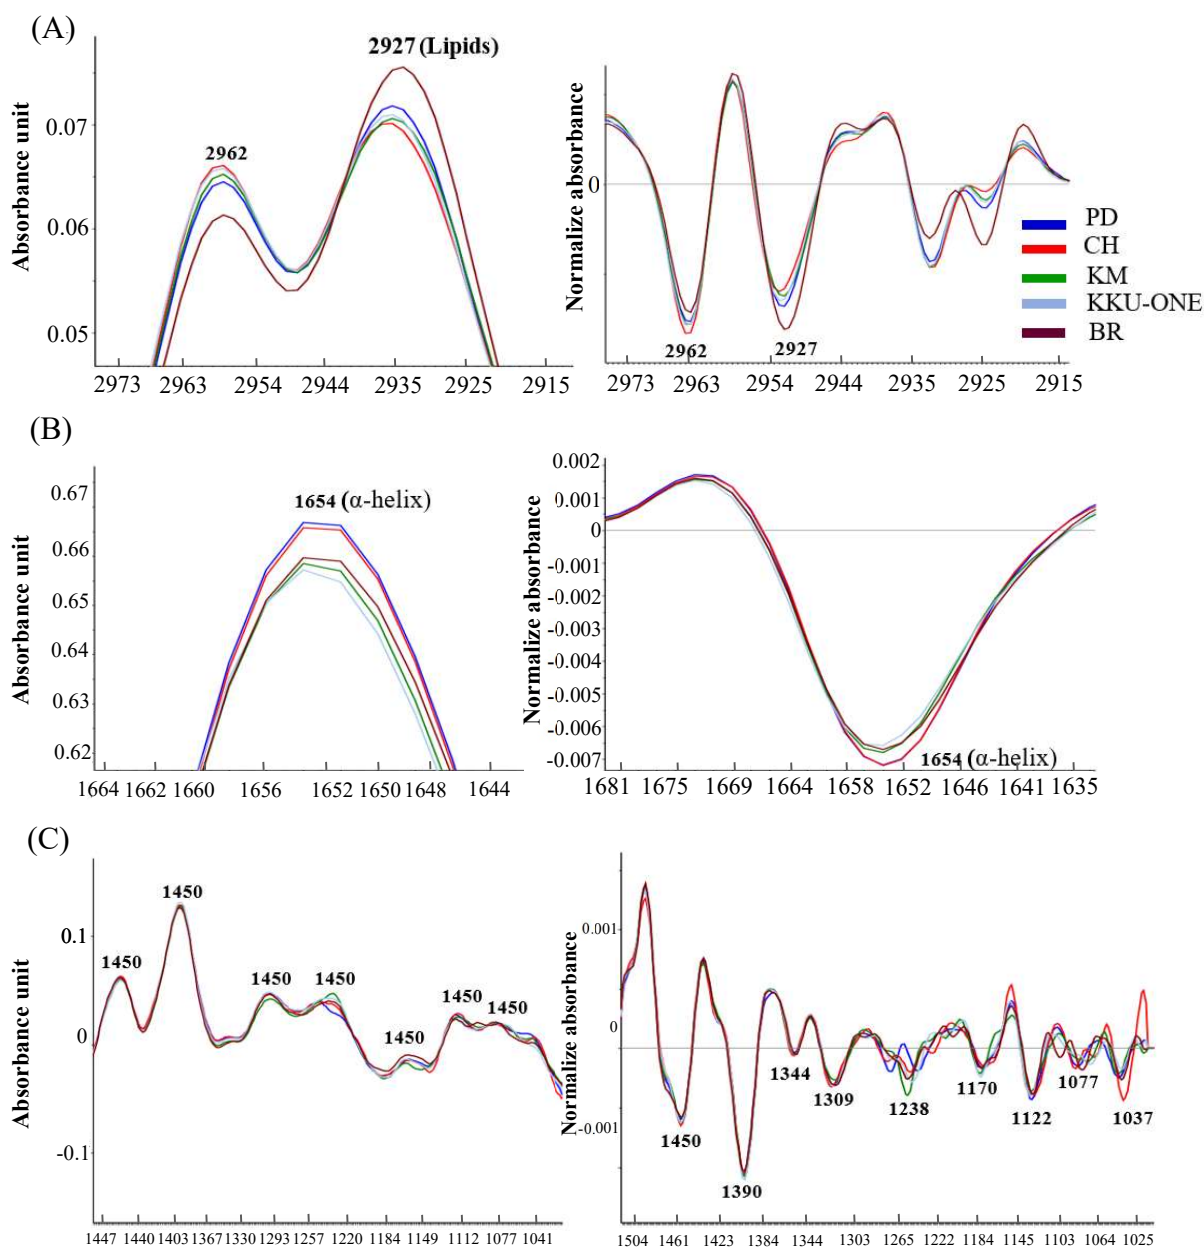 (A)
2927 (Lipids)
Absorbance unit
0.07
0.06
0.05
2962
2973 2963 2954 2944 2935 2925 2915
Normalize absorbance
0
2962
2927
PD
CH
KM
KKU-ONE
BR
2973 2963 2954 2944 2935 2925 2915
(B)
Absorbance unit
0.67
0.66
0.65
0.64
0.63
0.62
1654 (α-helix)
1664 1662 1660 1656 1652 1650 1648 1644
Normalize absorbance
0.002
0.001
0
-0.001
-0.002
-0.003
-0.004
-0.005
-0.006
-0.007
1654 (α-helix)
1681 1675 1669 1664 1658 1652 1646 1641 1635
(C)
Absorbance unit
0.1
0
-0.1
1450
1450
1450
1450
1450
1450
1450
1447 1440 1403 1367 1330 1293 1257 1220 1184 1149 1112 1077 1041
Normalize absorbance
0.001
0
-0.001
1450
1390
1344
1309
1238
1170
1122
1077
1037
1504 1461 1423 1384 1344 1303 1266 1222 1184 1145 1104 1064 1025